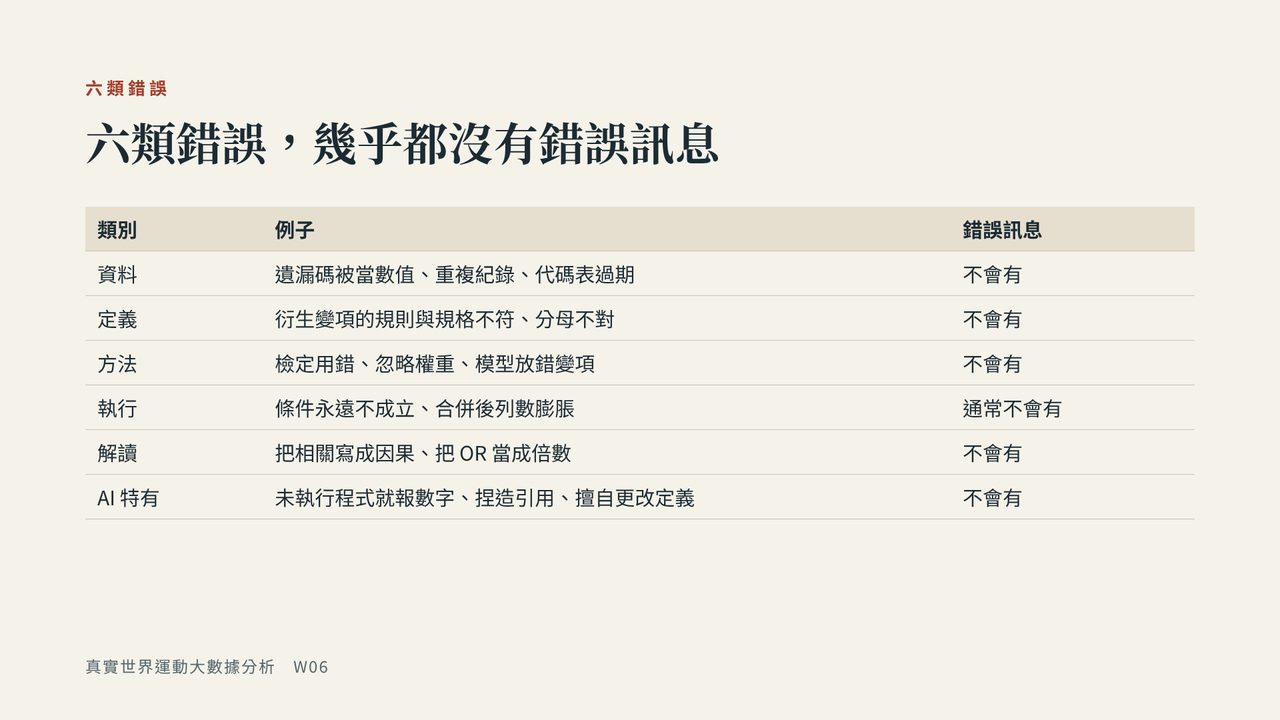 六類錯誤
六類錯誤，幾乎都沒有錯誤訊息
類別 例子 錯誤訊息
資料 遺漏碼被當數值、重複紀錄、代碼表過期 不會有
定義 衍生變項的規則與規格不符、分母不對 不會有
方法 檢定用錯、忽略權重、模型放錯變項 不會有
執行 條件永遠不成立、合併後列數膨脹 通常不會有
解讀 把相關寫成因果、把 OR 當成倍數 不會有
AI 特有 未執行程式就報數字、捏造引用、擅自更改定義 不會有
真實世界運動大數據分析 W06